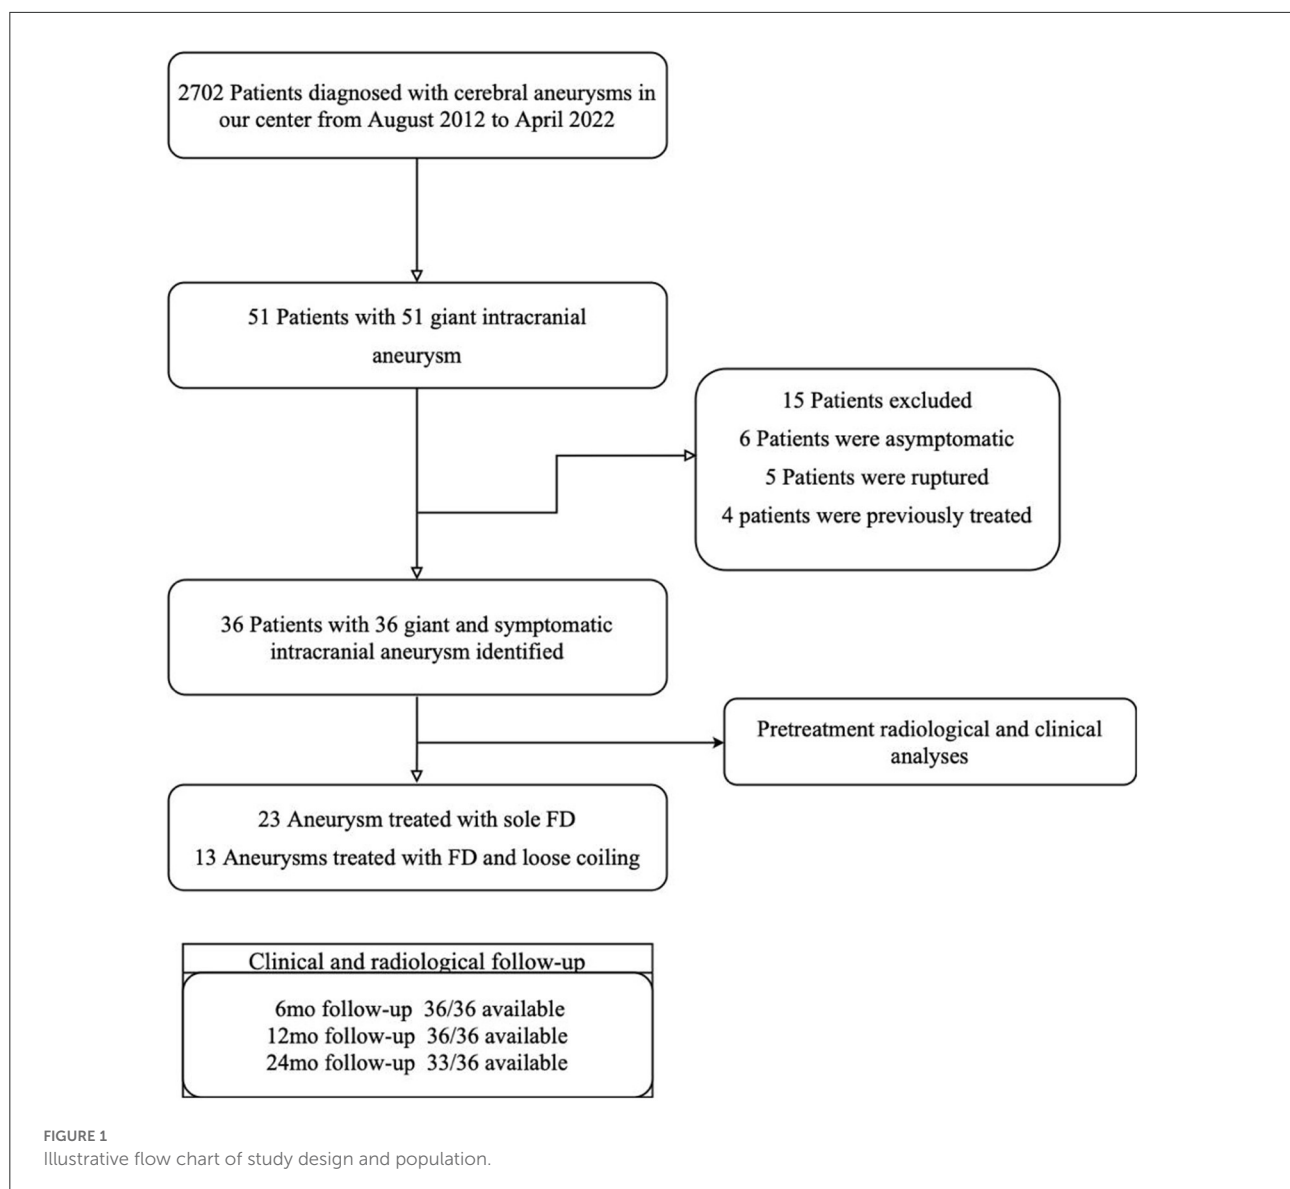 2702 Patients diagnosed with cerebral aneurysms in
our center from August 2012 to April 2022
51 Patients with 51 giant intracranial
aneurysm
15 Patients excluded
6 Patients were asymptomatic
5 Patients were ruptured
4 patients were previously treated
36 Patients with 36 giant and symptomatic
intracranial aneurysm identified
Pretreatment radiological and clinical
analyses
23 Aneurysm treated with sole FD
13 Aneurysms treated with FD and loose coiling
Clinical and radiological follow-up
6mo follow-up 36/36 available
12mo follow-up 36/36 available
24mo follow-up 33/36 available
FIGURE 1
Illustrative flow chart of study design and population.